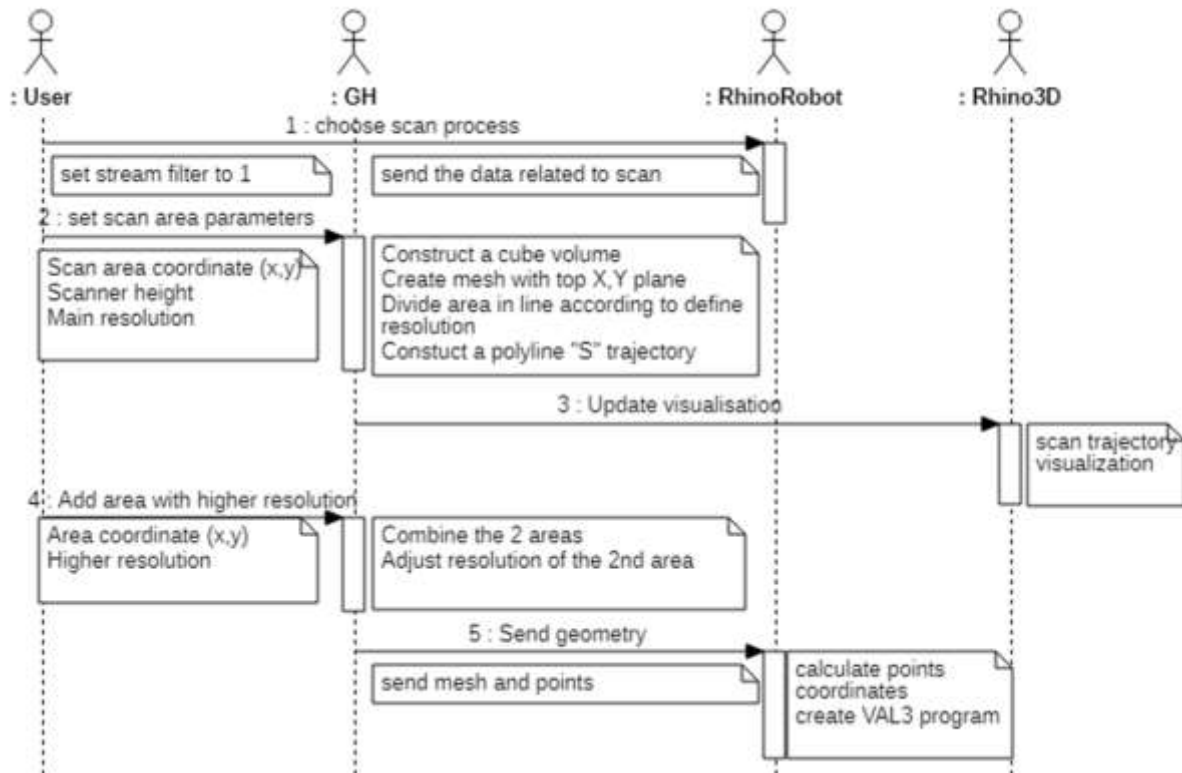 : User
: GH
: RhinoRobot
: Rhino3D
1 : choose scan process
set stream filter to 1
send the data related to scan
2 : set scan area parameters
Scan area coordinate (x,y)
Scanner height
Main resolution
Construct a cube volume
Create mesh with top X,Y plane
Divide area in line according to define
resolution
Constuct a polyline "S" trajectory
3 : Update visualisation
scan trajectory
visualization
4 : Add area with higher resolution
Area coordinate (x,y)
Higher resolution
Combine the 2 areas
Adjust resolution of the 2nd area
5 : Send geometry
send mesh and points
calculate points
coordinates
create VAL3 program